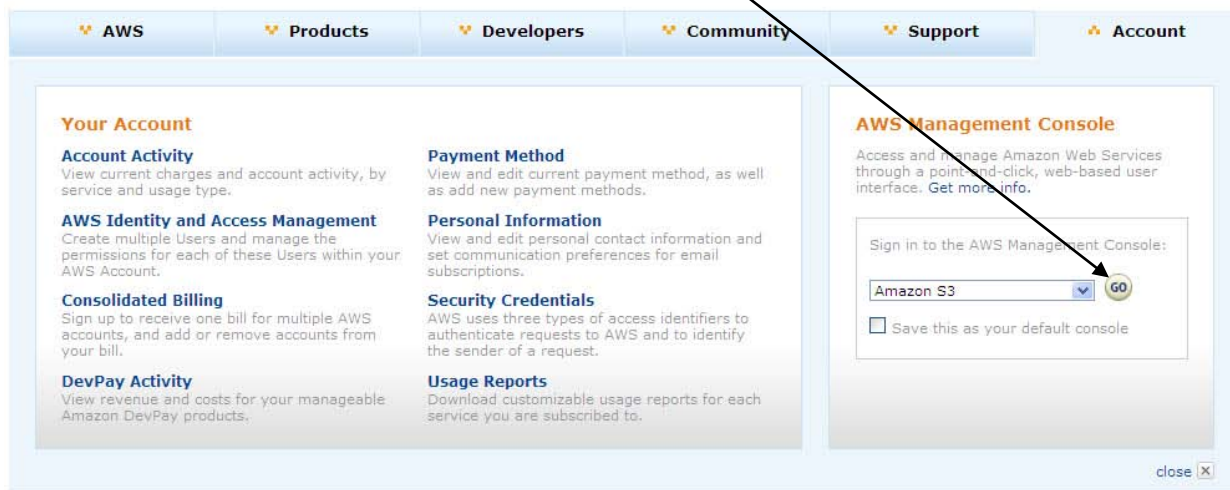 AWS Products Developers Community Support Account
Your Account
Account Activity
View current charges and account activity, by
service and usage type.
AWS Identity and Access Management
Create multiple Users and manage the
permissions for each of these Users within your
AWS Account.
Consolidated Billing
Sign up to receive one bill for multiple AWS
accounts, and add or remove accounts from
your bill.
DevPay Activity
View revenue and costs for your manageable
Amazon DevPay products.
Payment Method
View and edit current payment method, as well
as add new payment methods.
Personal Information
View and edit personal contact information and
set communication preferences for email
subscriptions.
Security Credentials
AWS uses three types of access identifiers to
authenticate requests to AWS and to identify
the sender of a request.
Usage Reports
Download customizable usage reports for each
service you are subscribed to.
AWS Management Console
Access and manage Amazon Web Services
through a point-and-click, web-based user
interface. Get more info.
Sign in to the AWS Management Console:
Amazon S3 GO
Save this as your default console
close